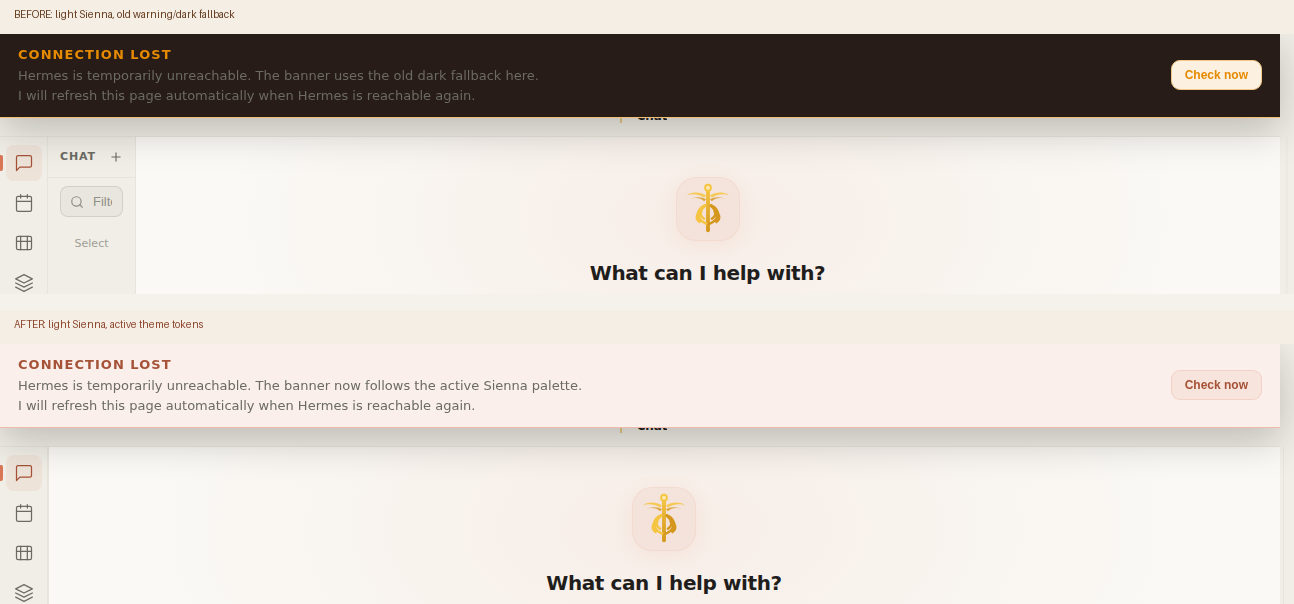 BEFORE: light Sienna, old warning/dark fallback
CONNECTION LOST
Hermes is temporarily unreachable. The banner uses the old dark fallback here.
I will refresh this page automatically when Hermes is reachable again.
Check now
Chat
CHAT
Filt
Select
What can I help with?
AFTER: light Sienna, active theme tokens
CONNECTION LOST
Hermes is temporarily unreachable. The banner now follows the active Sienna palette.
I will refresh this page automatically when Hermes is reachable again.
Check now
Chat
What can I help with?